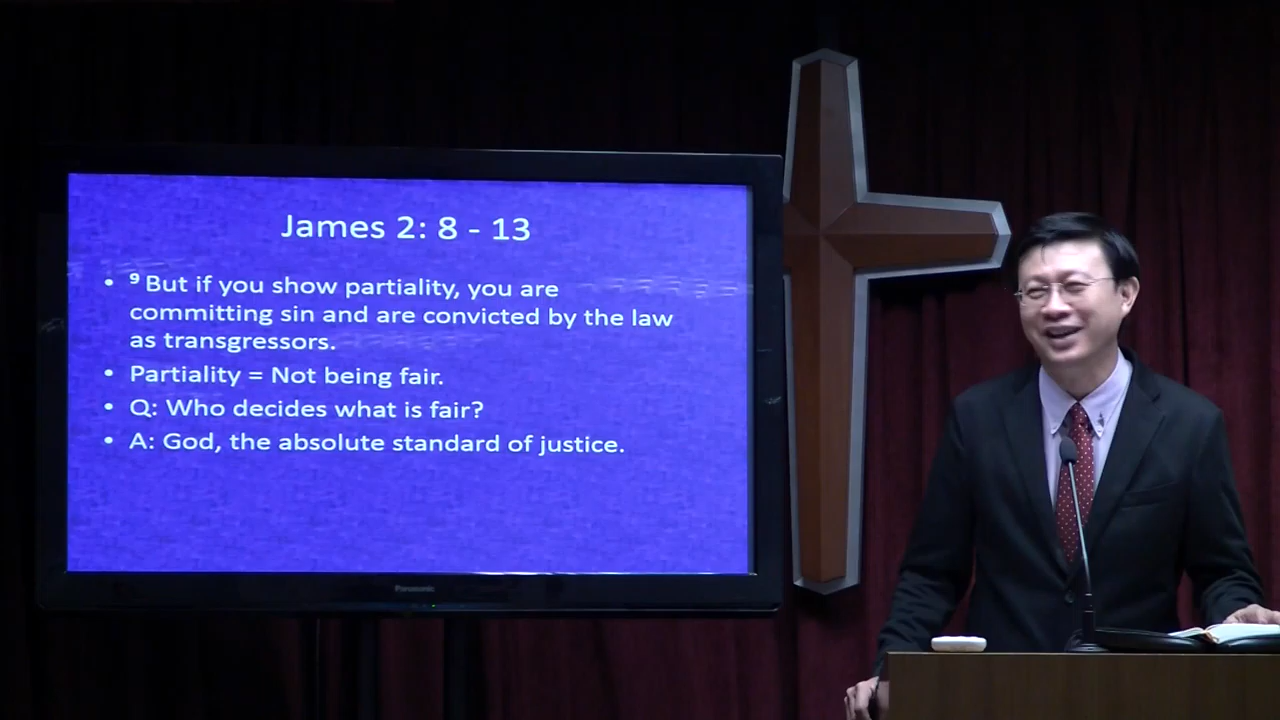 James 2: 8 - 13
• ⁹ But if you show partiality, you are
committing sin and are convicted by the law
as transgressors.
• Partiality = Not being fair.
• Q: Who decides what is fair?
• A: God, the absolute standard of justice.
Panasonic